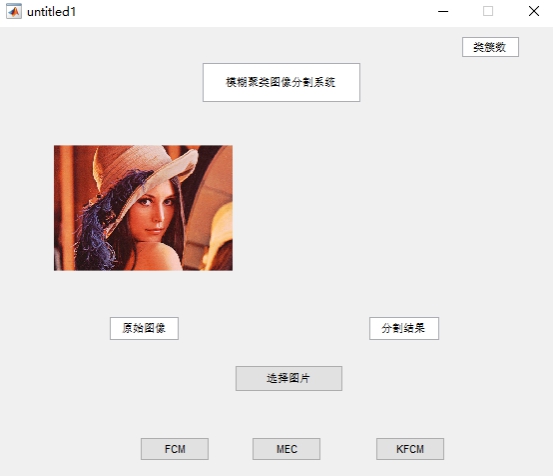 untitled1
类簇数
模糊聚类图像分割系统
原始图像
分割结果
选择图片
FCM
MEC
KFCM